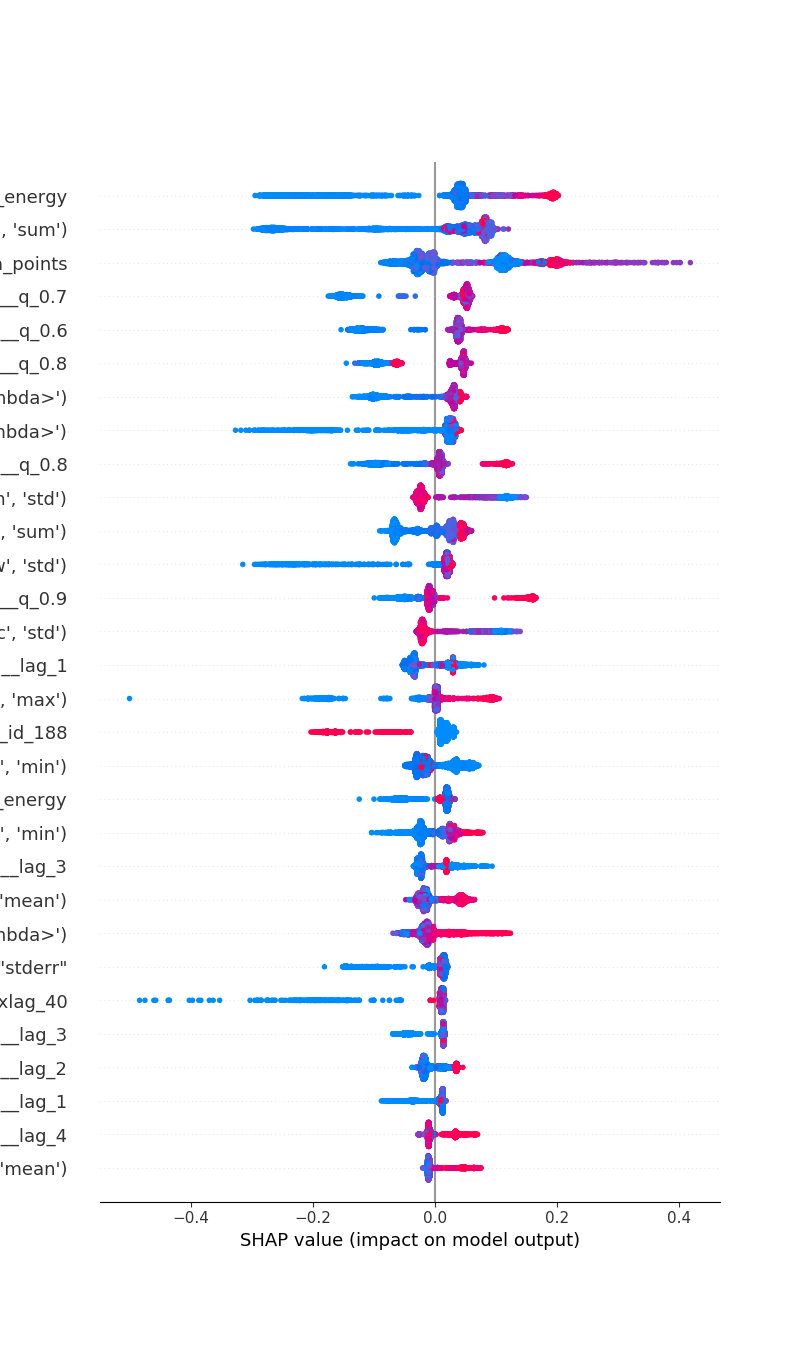 _energy
, 'sum')
_points
__q_0.7
__q_0.6
__q_0.8
nbda>')
nbda>')
__q_0.8
', 'std')
, 'sum')
', 'std')
__q_0.9
', 'std')
__lag_1
, 'max')
_id_188
', 'min')
_energy
', 'min')
__lag_3
'mean')
nbda>')
"stderr"
xlag_40
__lag_3
__lag_2
__lag_1
__lag_4
'mean')
−0.4 −0.2 0.0 0.2 0.4
SHAP value (impact on model output)